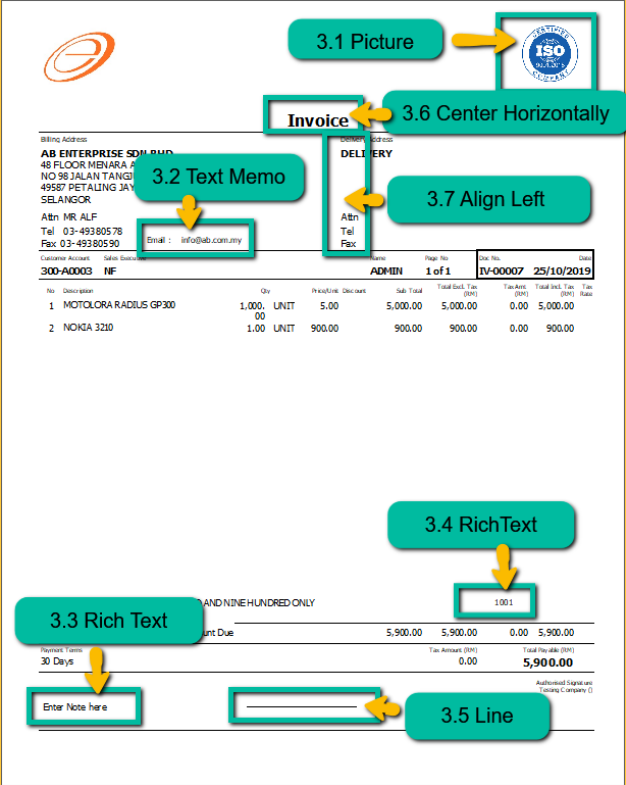 3.1 Picture
CERTIFIED
ISO
COMPANY
Invoice
3.6 Center Horizontally
Billing Address
Delivery Address
AB ENTERPRISE SDN BHD
DELIVERY
48 FLOOR MENARA A
NO 98 JALAN TANG
49587 PETALING JAY
SELANGOR
3.2 Text Memo
3.7 Align Left
Attn MR ALF
Attn
Tel 03-49380578
Tel
Fax 03-49380590
Email : info@ab.com.my
Fax
Customer Account Sales Executive Name Page No Doc No. Date
300-A0003 NF ADMIN 1 of 1 IV-00007 25/10/2019
No Description Qty Price/Unit Discount Sub Total Total Excl. Tax (RM) Tax Amt (RM) Total Incl. Tax (RM) Tax Rate
1 MOTOLORA RADIUS GP300 1,000.00 UNIT 5.00 5,000.00 5,000.00 0.00 5,000.00
2 NOKIA 3210 1.00 UNIT 900.00 900.00 900.00 0.00 900.00
3.4 RichText
AND NINE HUNDRED ONLY
1001
3.3 Rich Text
unt Due 5,900.00 5,900.00 0.00 5,900.00
Payment Terms Tax Amount (RM) Total Payable (RM)
30 Days 0.00 5,900.00
Authorised Signature
Testing Company ()
Enter Note here
3.5 Line